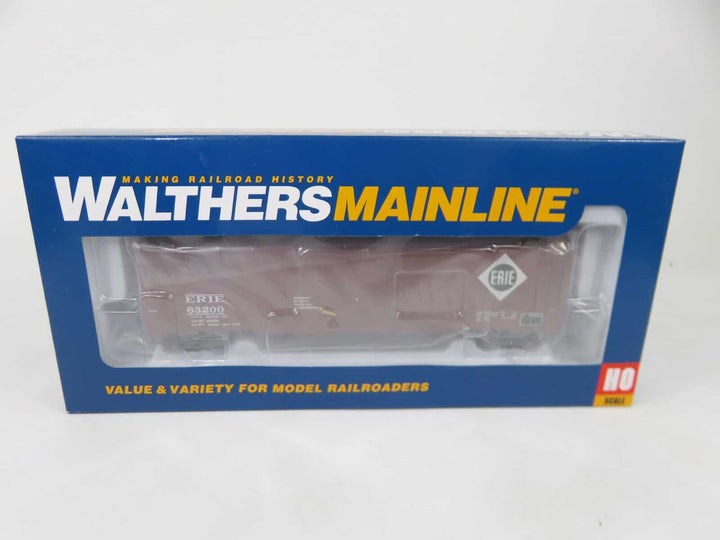 MAKING RAILROAD HISTORY
WALTHERSMAINLINE®
ERIE
63200
ERIE
VALUE & VARIETY FOR MODEL RAILROADERS
HO
SCALE